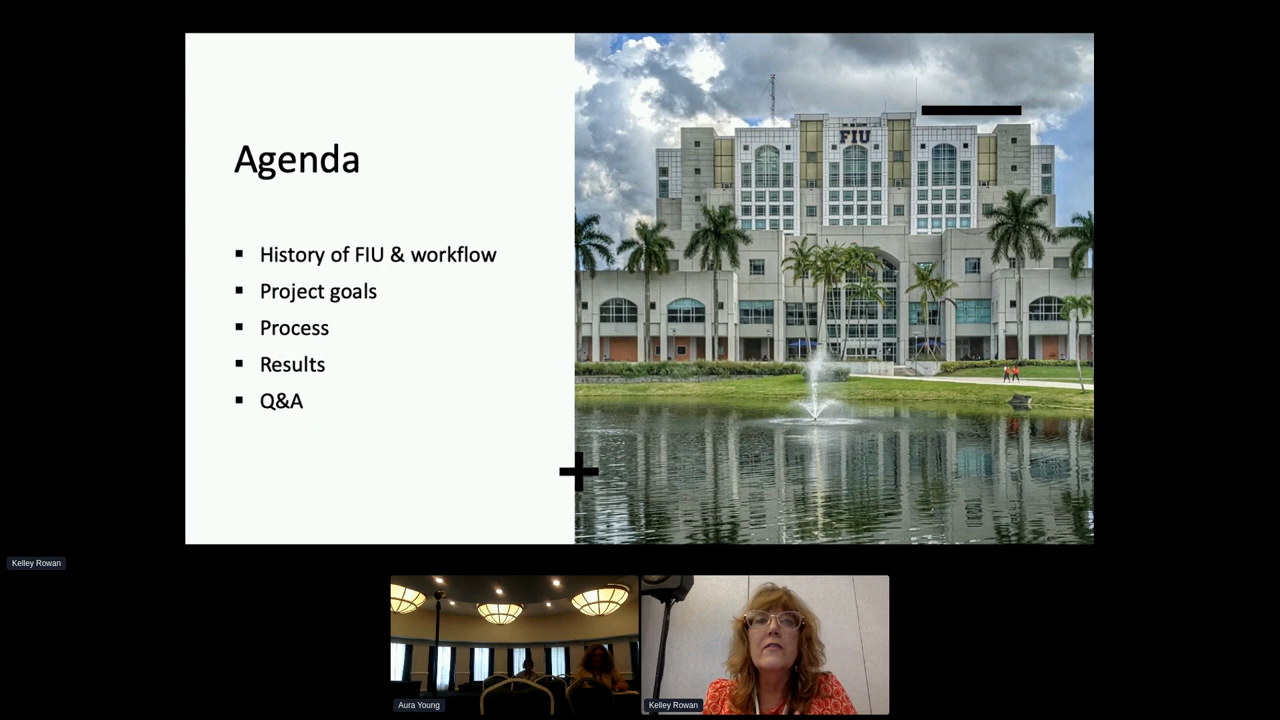 Agenda
History of FIU & workflow
Project goals
Process
Results
Q&A
FIU
Kelley Rowan
Aura Young
Kelley Rowan